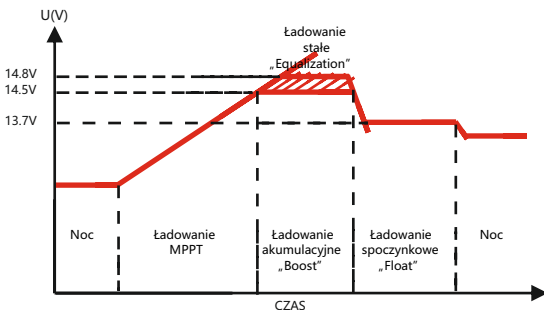 U(V)
Ładowanie
stałe
„Equalization"
14.8V
14.5V
13.7V
Noc
Ładowanie
MPPT
Ładowanie
akumulacyjne
„Boost"
Ładowanie
spoczynkowe
„Float"
Noc
CZAS